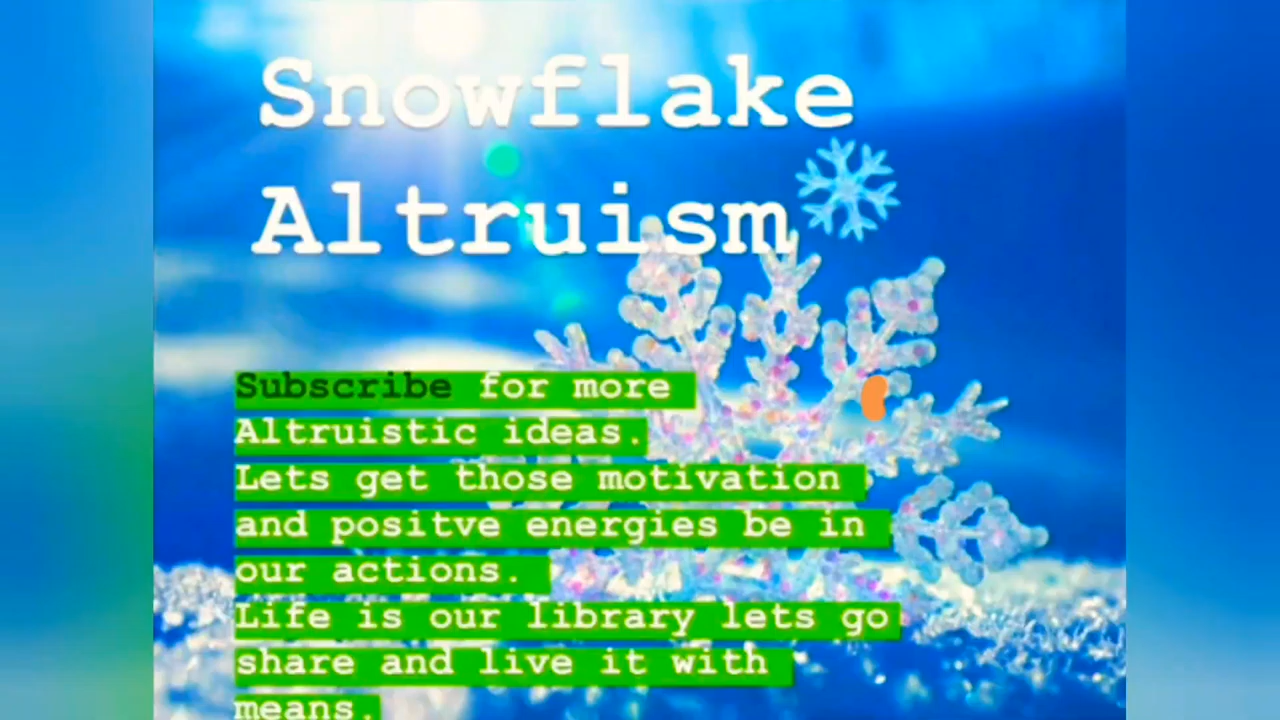 Snowflake
Altruism
Subscribe for more
Altruistic ideas.
Lets get those motivation
and positve energies be in
our actions.
Life is our library lets go
share and live it with
means.